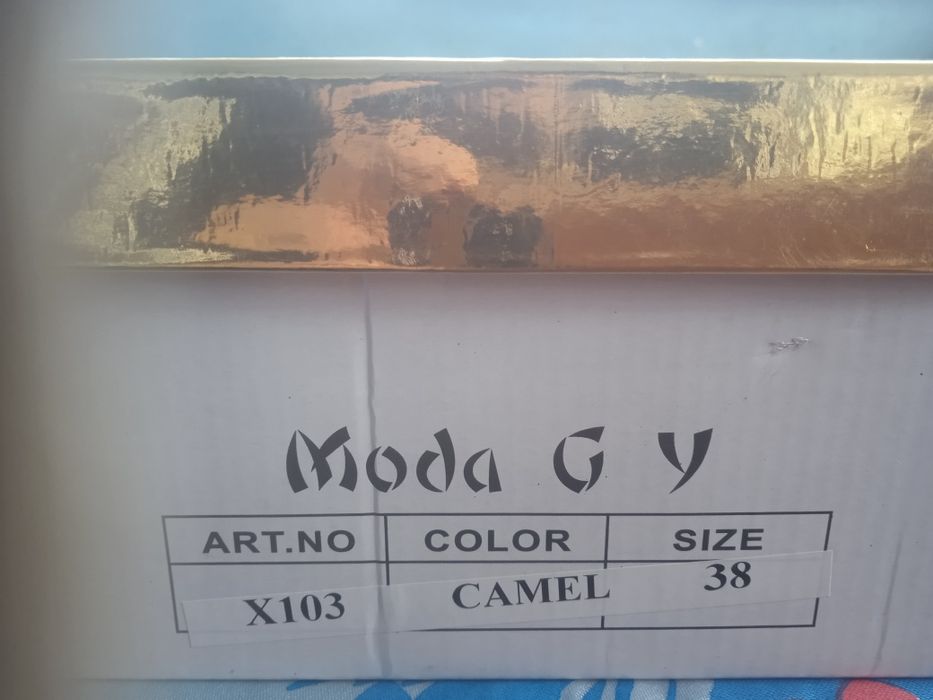 Moda G Y
ART.NO COLOR SIZE
X103 CAMEL 38